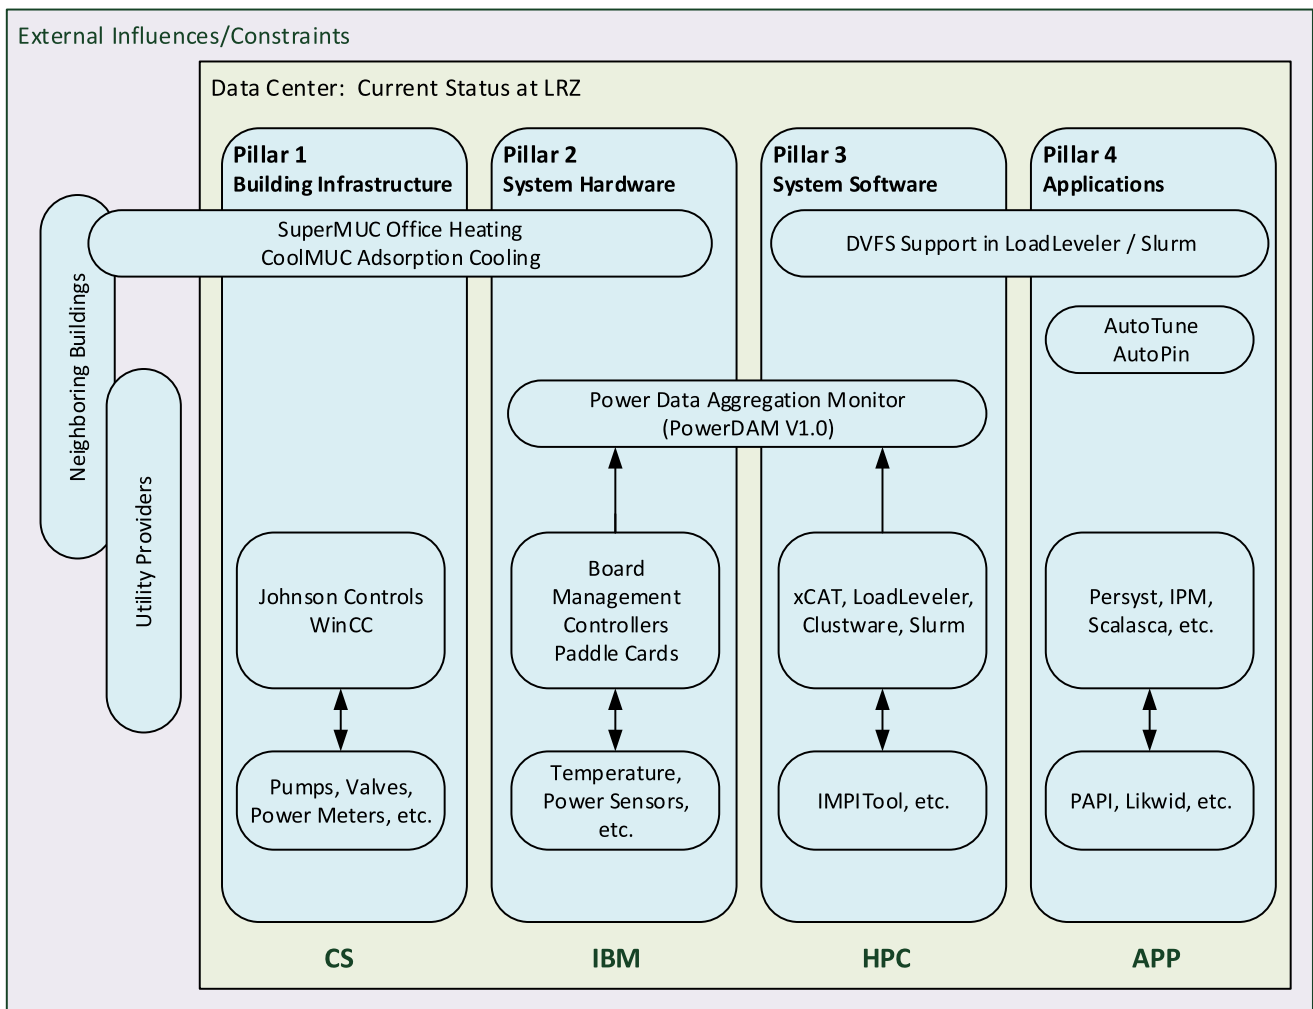 External Influences/Constraints
Data Center:  Current Status at LRZ
Pillar 1
Building Infrastructure
Pillar 2
System Hardware
Pillar 3
System Software
Pillar 4
Applications
SuperMUC Office Heating
CoolMUC Adsorption Cooling
DVFS Support in LoadLeveler / Slurm
Neighboring Buildings
AutoTune
AutoPin
Power Data Aggregation Monitor
(PowerDAM V1.0)
Utility Providers
Johnson Controls
WinCC
Board
Management
Controllers
Paddle Cards
xCAT, LoadLeveler,
Clustware, Slurm
Persyst, IPM,
Scalasca, etc.
Pumps, Valves,
Power Meters, etc.
Temperature,
Power Sensors,
etc.
IMPITool, etc.
PAPI, Likwid, etc.
CS
IBM
HPC
APP